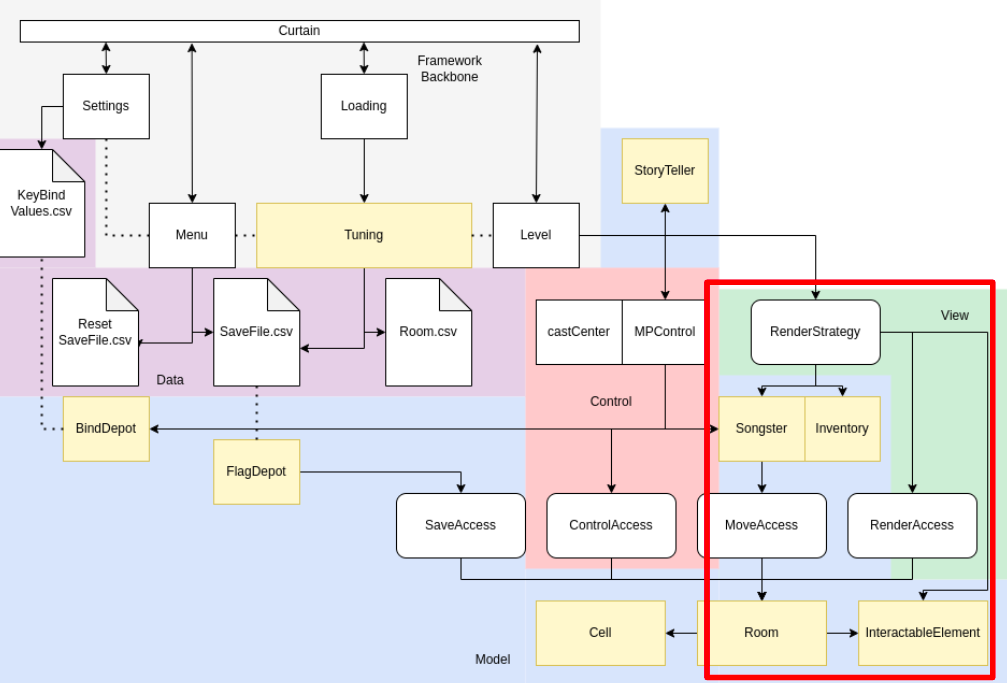 Curtain
Framework
Backbone
Settings
Loading
StoryTeller
KeyBind
Values.csv
Menu
Tuning
Level
Reset
SaveFile.csv
SaveFile.csv
Room.csv
castCenter
MPControl
RenderStrategy
View
Data
Control
BindDepot
Songster
Inventory
FlagDepot
SaveAccess
ControlAccess
MoveAccess
RenderAccess
Cell
Room
InteractableElement
Model